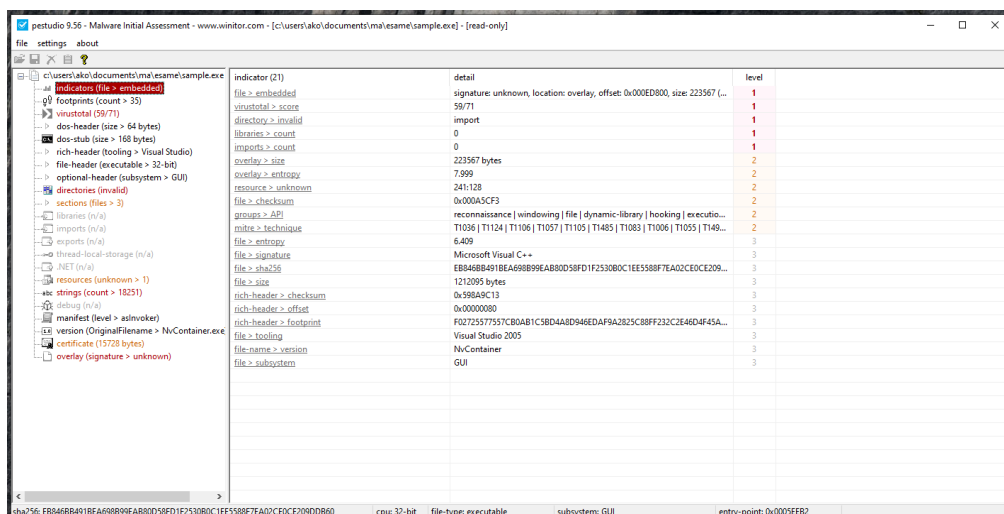 pestudio 9.56 - Malware Initial Assessment - www.winitor.com - [c:\users\ako\documents\ma\esame\sample.exe] - [read-only]
file settings about
c:\users\ako\documents\ma\esame\sample.exe
indicators (file > embedded)
footprints (count > 35)
virustotal (59/71)
dos-header (size > 64 bytes)
dos-stub (size > 168 bytes)
rich-header (tooling > Visual Studio)
file-header (executable > 32-bit)
optional-header (subsystem > GUI)
directories (invalid)
sections (files > 3)
libraries (n/a)
imports (n/a)
exports (n/a)
thread-local-storage (n/a)
.NET (n/a)
resources (unknown > 1)
abc strings (count > 18251)
debug (n/a)
manifest (level > asInvoker)
version (OriginalFilename > NvContainer.exe
certificate (15728 bytes)
overlay (signature > unknown)
indicator (21) detail level
file > embedded signature: unknown, location: overlay, offset: 0x000ED800, size: 223567 (... 1
virustotal > score 59/71 1
directory > invalid import 1
libraries > count 0 1
imports > count 0 1
overlay > size 223567 bytes 2
overlay > entropy 7.999 2
resource > unknown 241:128 2
file > checksum 0x000A5CF3 2
groups > API reconnaissance | windowing | file | dynamic-library | hooking | executio... 2
mitre > technique T1036 | T1124 | T1106 | T1057 | T1105 | T1485 | T1083 | T1006 | T1055 | T149... 2
file > entropy 6.409 3
file > signature Microsoft Visual C++ 3
file > sha256 EB846BB491BEA698B99EAB80D58FD1F2530B0C1EE5588F7EA02CE0CE209... 3
file > size 1212095 bytes 3
rich-header > checksum 0x598A9C13 3
rich-header > offset 0x00000080 3
rich-header > footprint F02725577557CB0AB1C5BD4A8D946EDAF9A2825C88FF232C2E46D4F45A... 3
file > tooling Visual Studio 2005 3
file-name > version NvContainer 3
file > subsystem GUI 3
sha256: EB846BB491BEA698B99EAB80D58FD1F2530B0C1EE5588F7EA02CE0CE209DDB60 cpu: 32-bit file-type: executable subsystem: GUI entry-point: 0x0005FEB2